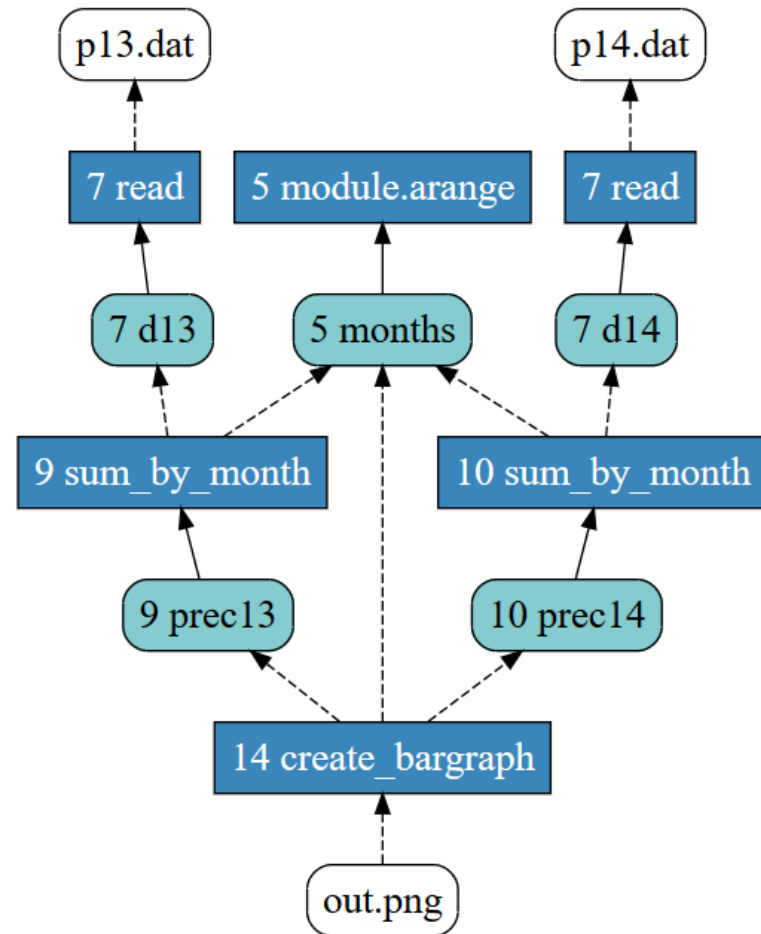 p13.dat
p14.dat
7 read
5 module.arange
7 read
7 d13
5 months
7 d14
9 sum_by_month
10 sum_by_month
9 prec13
10 prec14
14 create_bargraph
out.png